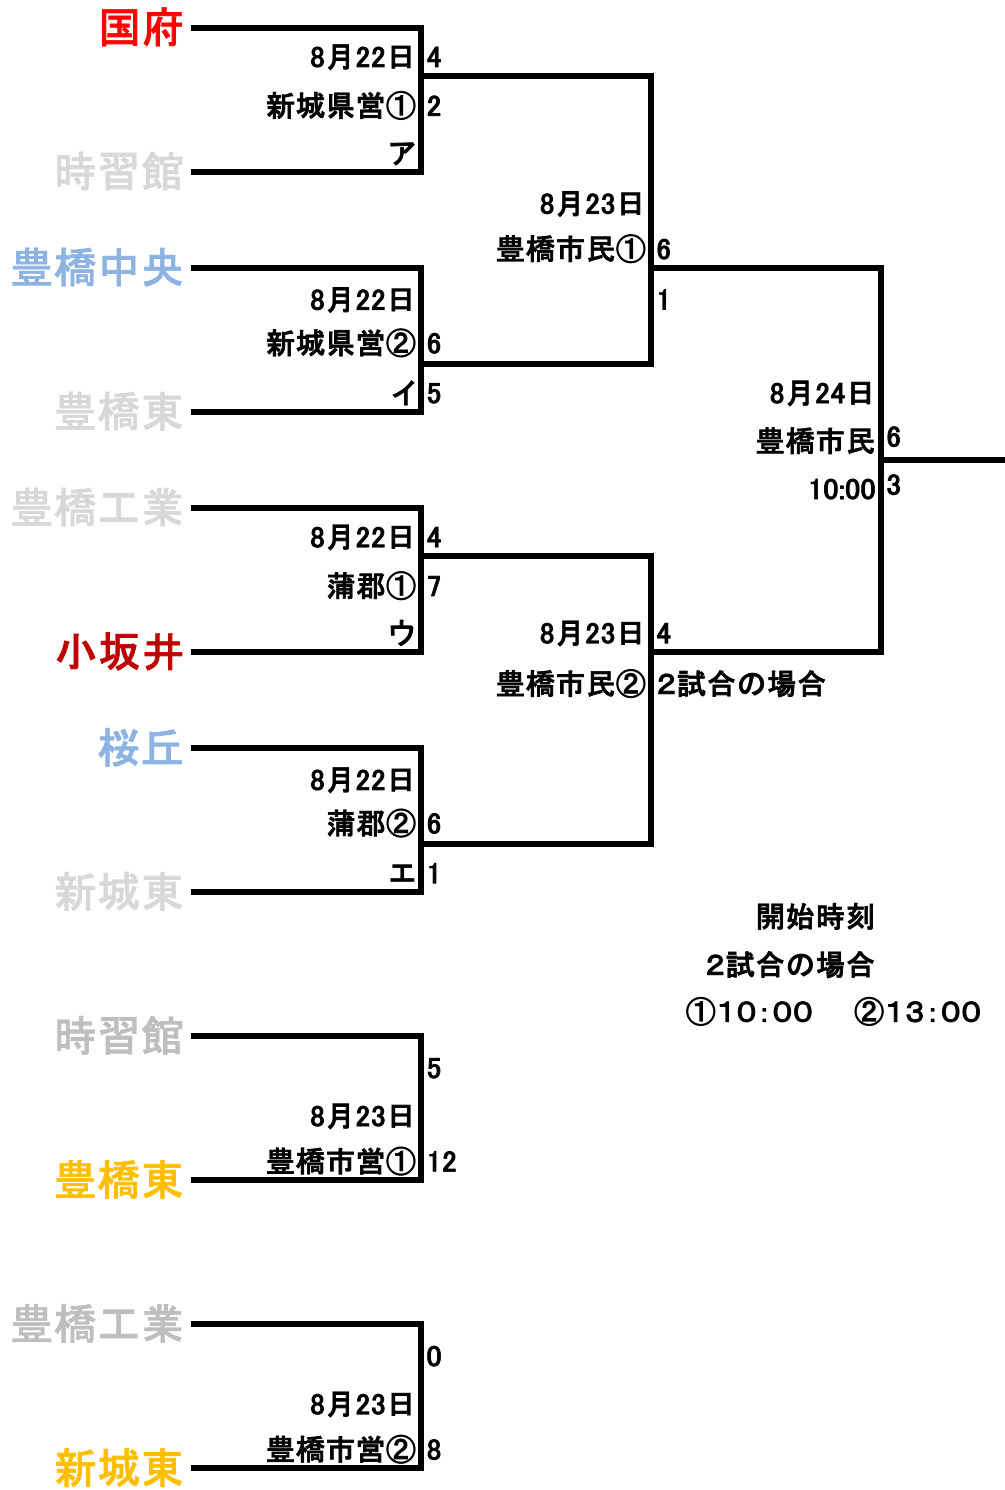 国府
8月22日 4
新城県営① 2
ア
時習館
8月23日
豊橋市民① 6
豊橋中央
8月22日 1
新城県営② 6
イ 5
豊橋東
8月24日
豊橋市民 6
10:00 3
豊橋工業
8月22日 4
蒲郡① 7
ウ
小坂井
8月23日 4
豊橋市民② 2試合の場合
桜丘
8月22日
蒲郡② 6
エ 1
新城東
開始時刻
2試合の場合
①10:00 ②13:00
時習館
5
8月23日
豊橋市営① 12
豊橋東
豊橋工業
0
8月23日
豊橋市営② 8
新城東